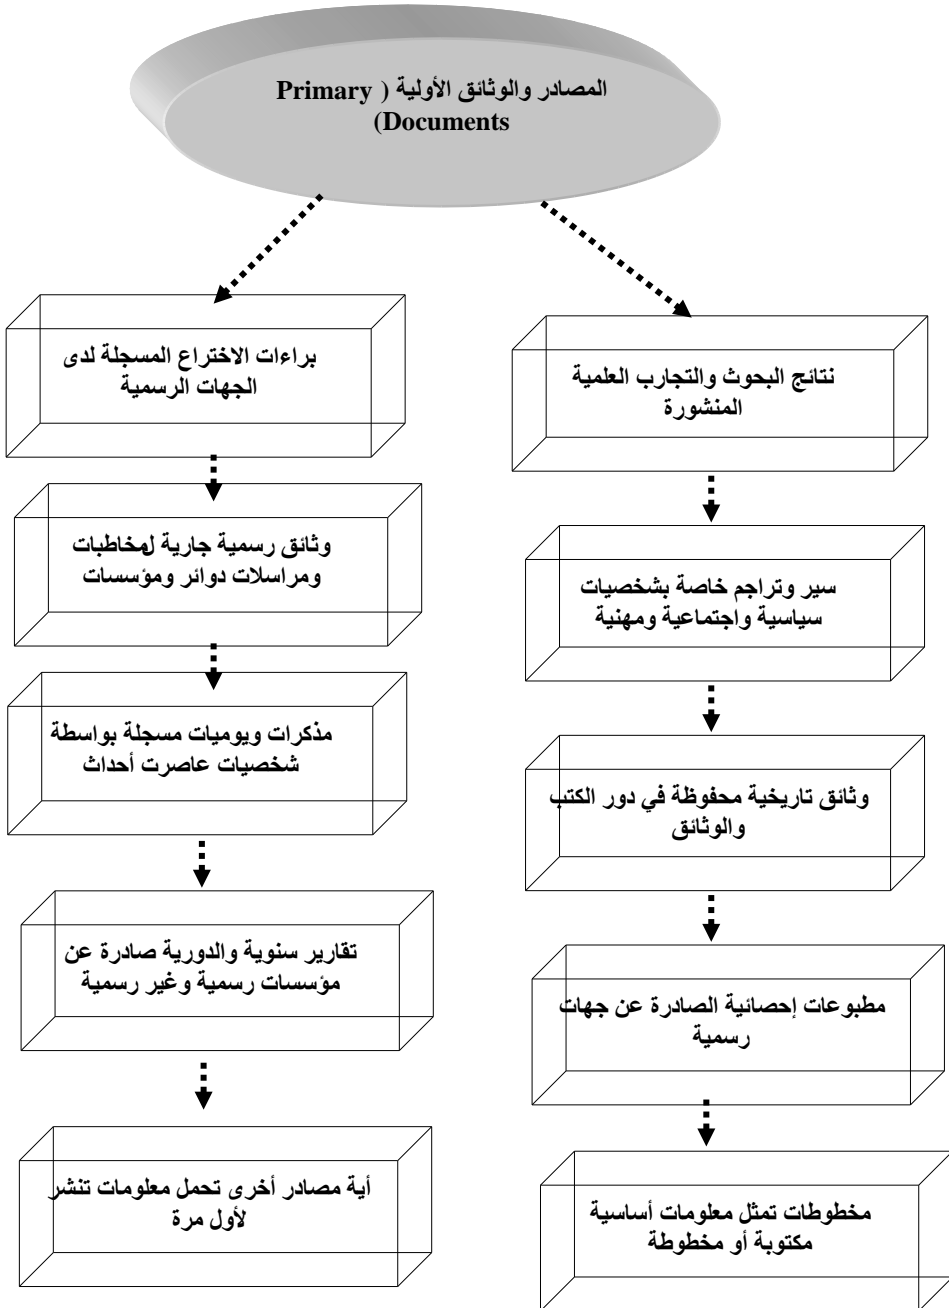 المصادر والوثائق الأولية ( Primary
Documents)
نتائج البحوث والتجارب العلمية
المنشورة
سير وتراجم خاصة بشخصيات
سياسية واجتماعية ومهنية
وثائق تاريخية محفوظة في دور الكتب
والوثائق
مطبوعات إحصائية الصادرة عن جهات
رسمية
مخطوطات تمثل معلومات أساسية
مكتوبة أو مخطوطة
براءات الاختراع المسجلة لدى
الجهات الرسمية
وثائق رسمية جارية لمخاطبات
ومراسلات دوائر ومؤسسات
مذكرات ويوميات مسجلة بواسطة
شخصيات عاصرت أحداث
تقارير سنوية والدورية صادرة عن
مؤسسات رسمية وغير رسمية
أية مصادر أخرى تحمل معلومات تنشر
لأول مرة